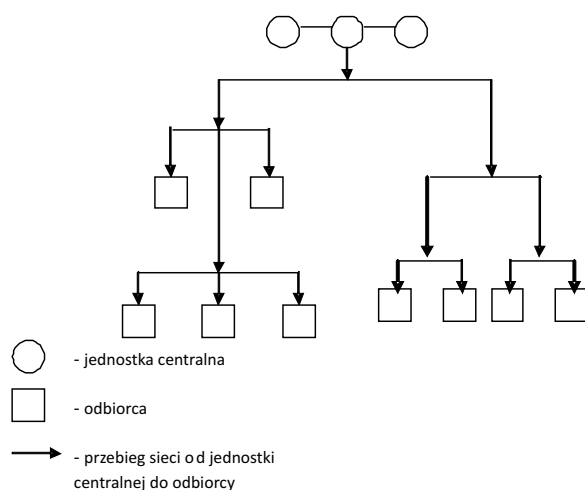 - jednostka centralna
- odbiorca
- przebieg sieci od jednostki
centralnej do odbiorcy